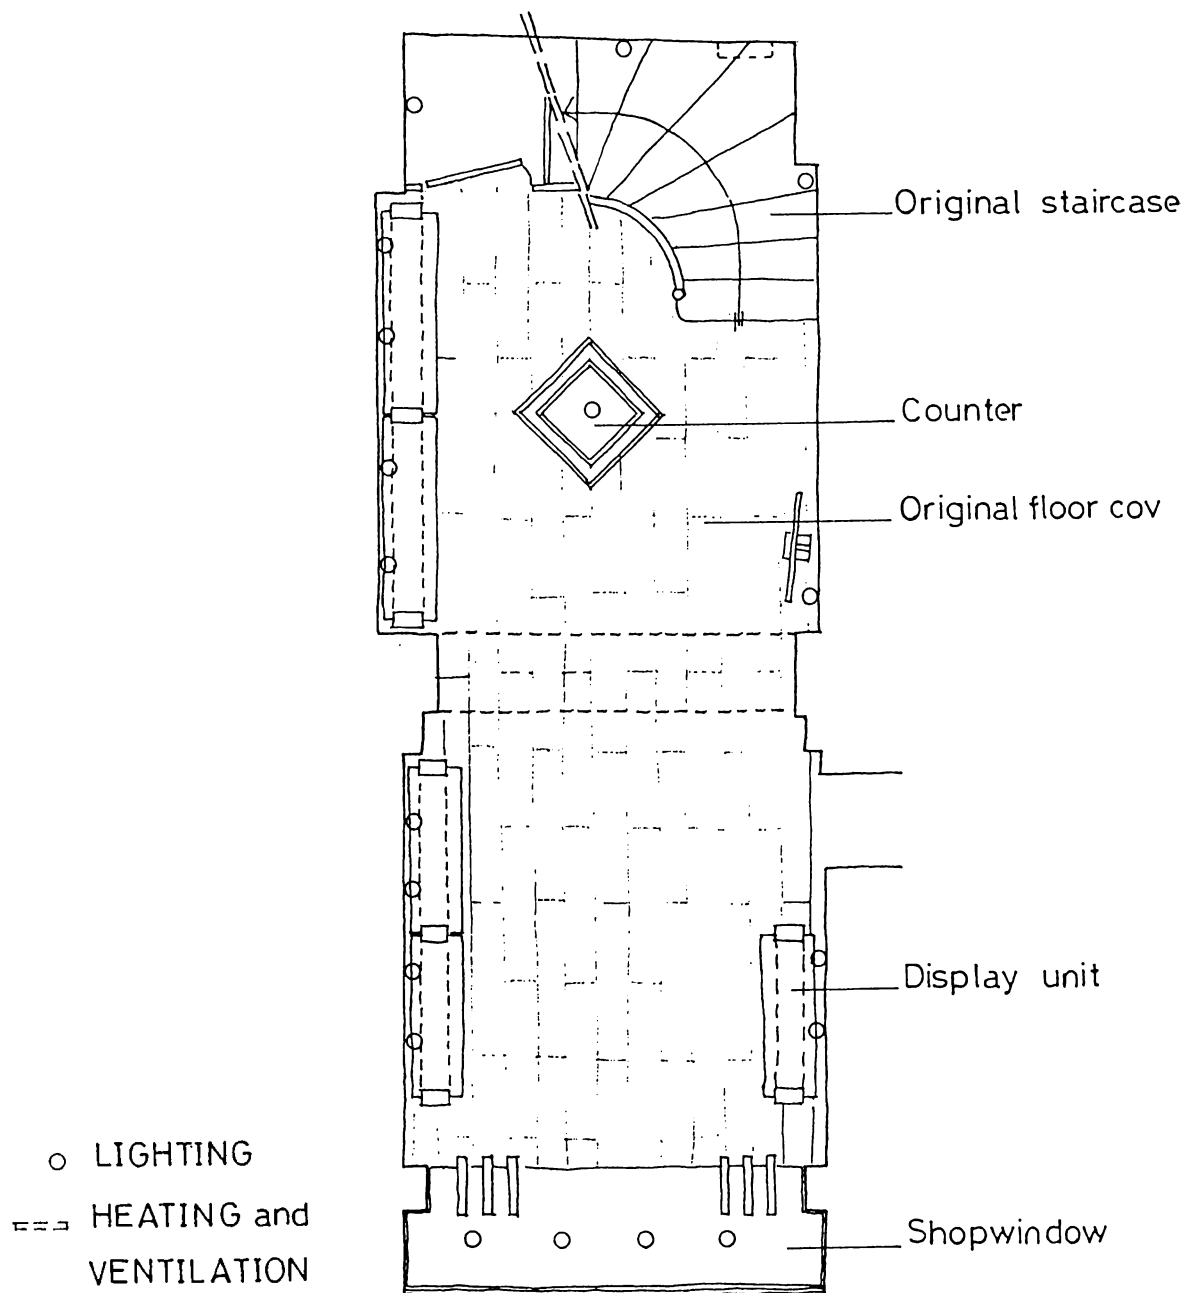 Original staircase
Counter
Original floor cov
Display unit
LIGHTING
HEATING and
VENTILATION
Shopwindow